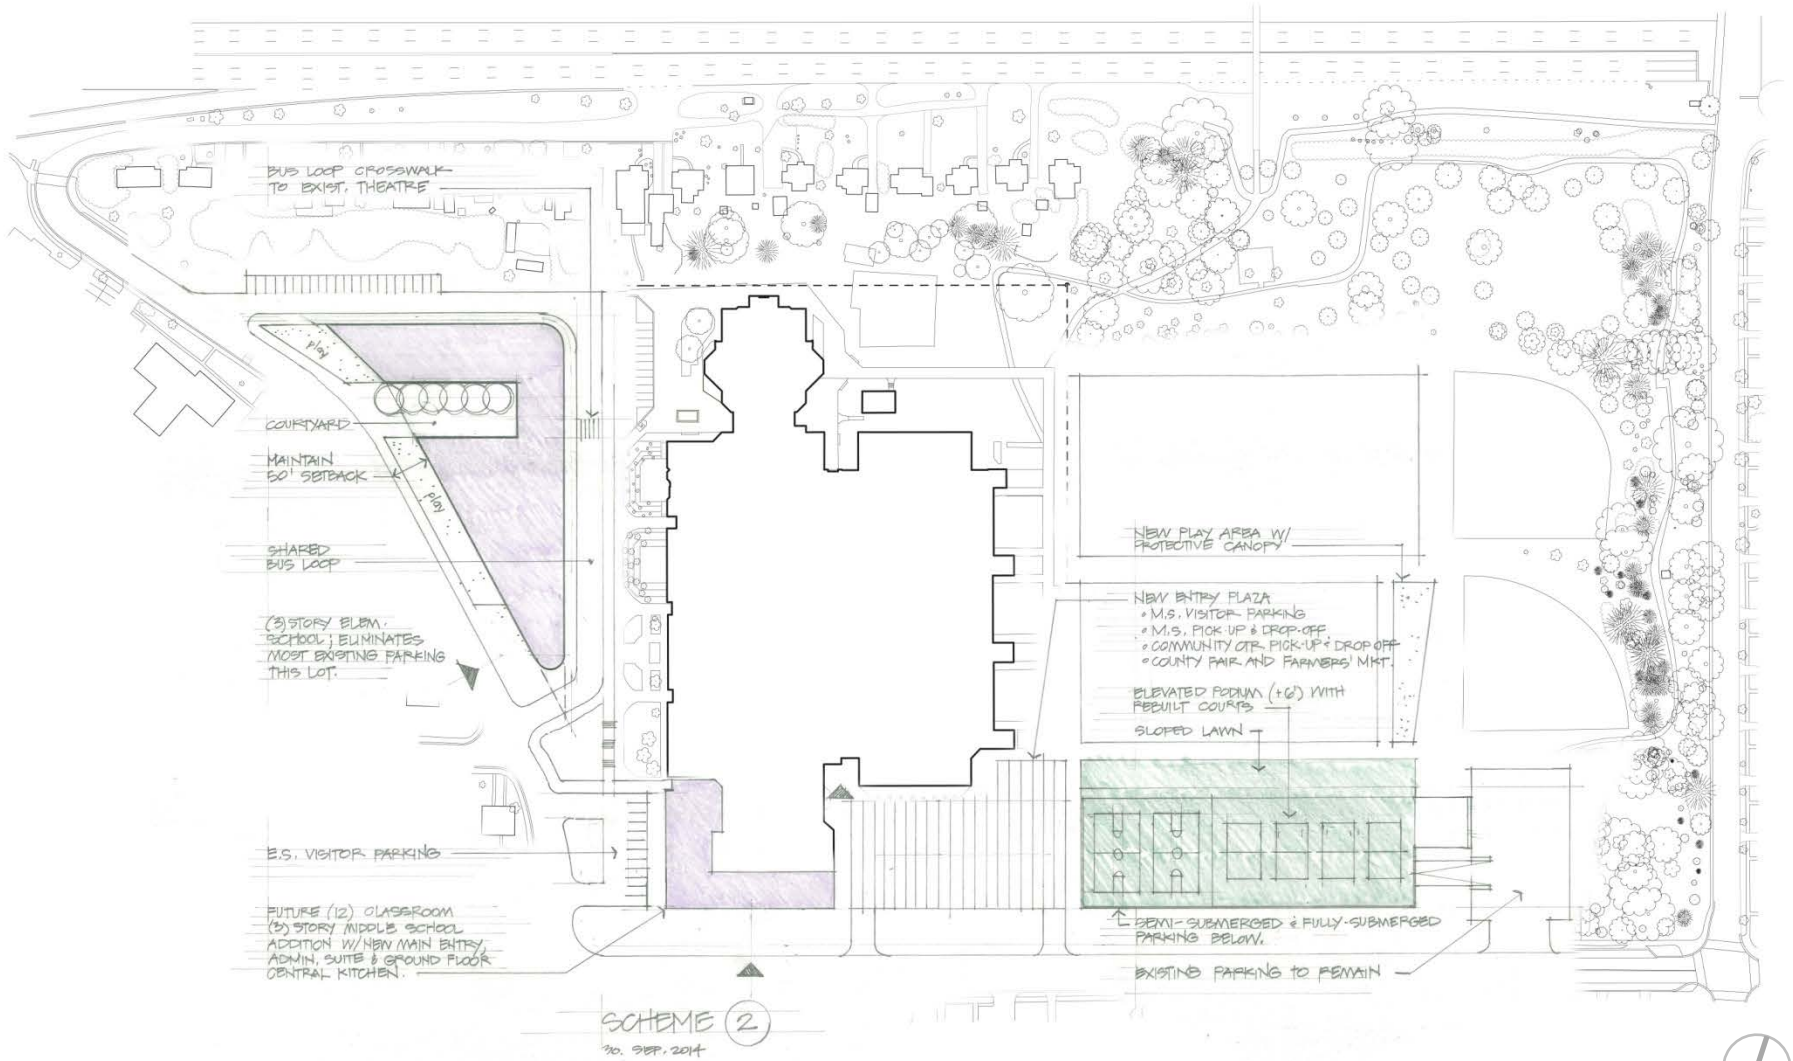 BUS LOOP CROSSWALK
TO EXIST. THEATRE
play
COURTYARD
MAINTAIN
50' SETBACK
play
SHARED
BUS LOOP
(3) STORY ELEM.
SCHOOL; ELIMINATES
MOST EXISTING PARKING
THIS LOT.
E.S. VISITOR PARKING
FUTURE (12) CLASSROOM
(3) STORY MIDDLE SCHOOL
ADDITION W/NEW MAIN ENTRY,
ADMIN. SUITE & GROUND FLOOR
CENTRAL KITCHEN.
NEW PLAY AREA W/
PROTECTIVE CANOPY
NEW ENTRY PLAZA
• M.S. VISITOR PARKING
• M.S. PICK-UP & DROP-OFF
• COMMUNITY CTR. PICK-UP & DROP OFF
• COUNTY FAIR AND FARMERS' MKT.
ELEVATED PODIUM (+6') WITH
REBUILT COURTS
SLOPED LAWN
SEMI-SUBMERGED & FULLY-SUBMERGED
PARKING BELOW.
EXISTING PARKING TO REMAIN
SCHEME 2
30. SEP. 2014